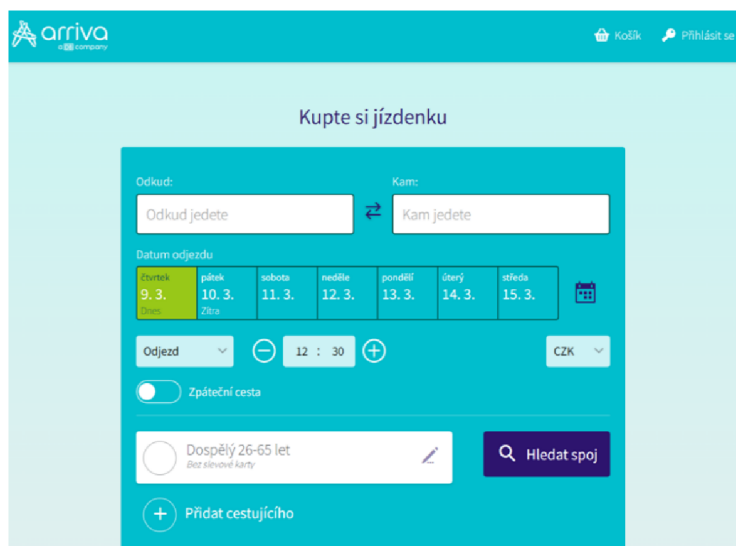 arriva
a DB company
Košík
Přihlásit se
Kupte si jízdenku
Odkud:
Kam:
Odkud jedete
Kam jedete
Datum odjezdu
čtvrtek pátek sobota neděle pondělí úterý středa
9. 3. 10. 3. 11. 3. 12. 3. 13. 3. 14. 3. 15. 3.
Dnes Zítra
Odjezd 12 : 30 CZK
Zpáteční cesta
Dospělý 26-65 let
Bez slevové karty
Hledat spoj
Přidat cestujícího